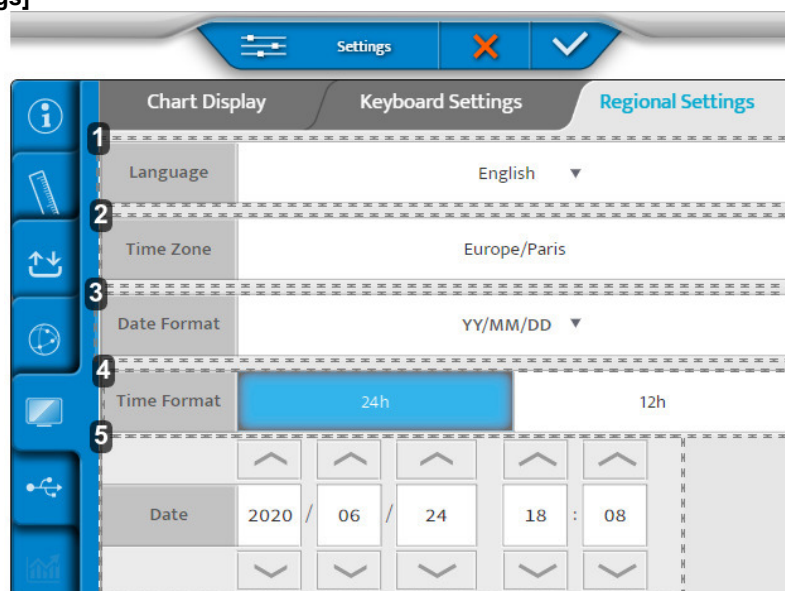 gs]
Settings
Chart Display Keyboard Settings Regional Settings
1
Language English
2
Time Zone Europe/Paris
3
Date Format YY/MM/DD
4
Time Format 24h 12h
5
Date 2020 / 06 / 24 18 : 08